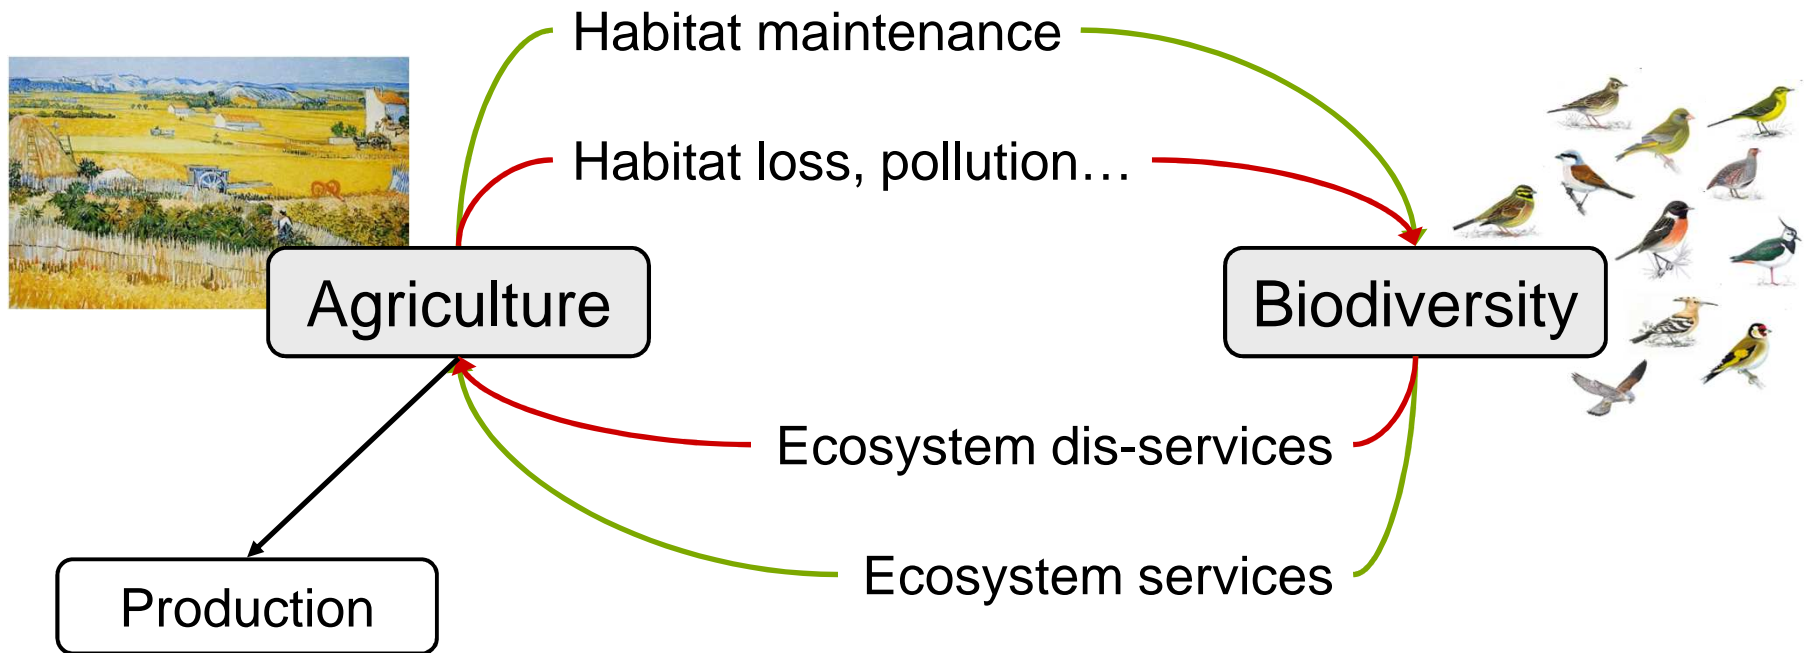 Habitat maintenance
Habitat loss, pollution…
Agriculture
Biodiversity
Ecosystem dis-services
Ecosystem services
Production